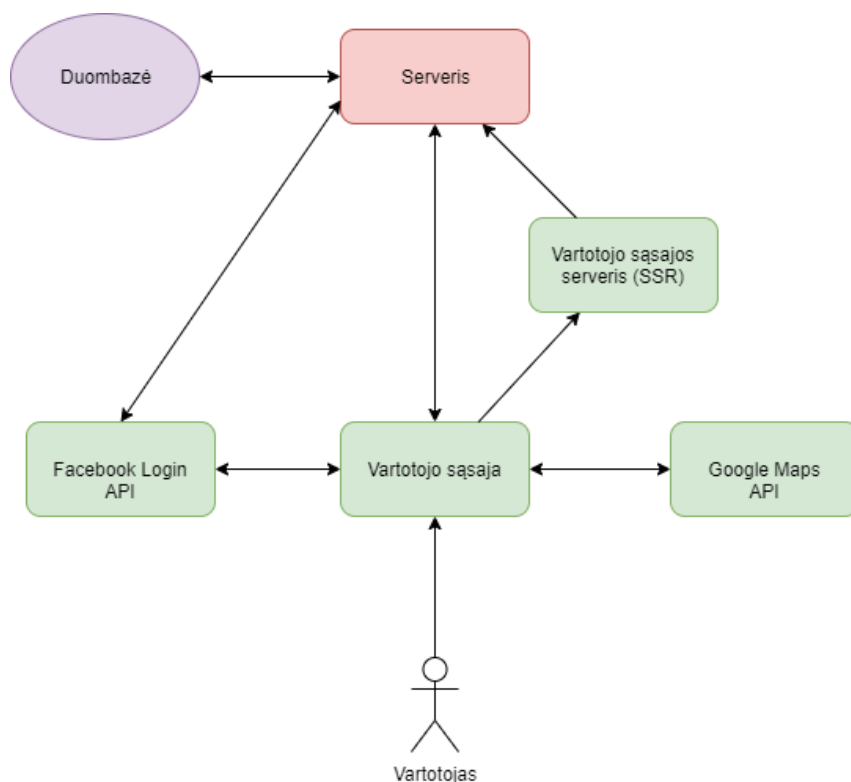 Duombazė
Serveris
Vartotojo sąsajos
serveris (SSR)
Facebook Login
API
Vartotojo sąsaja
Google Maps
API
Vartotojas